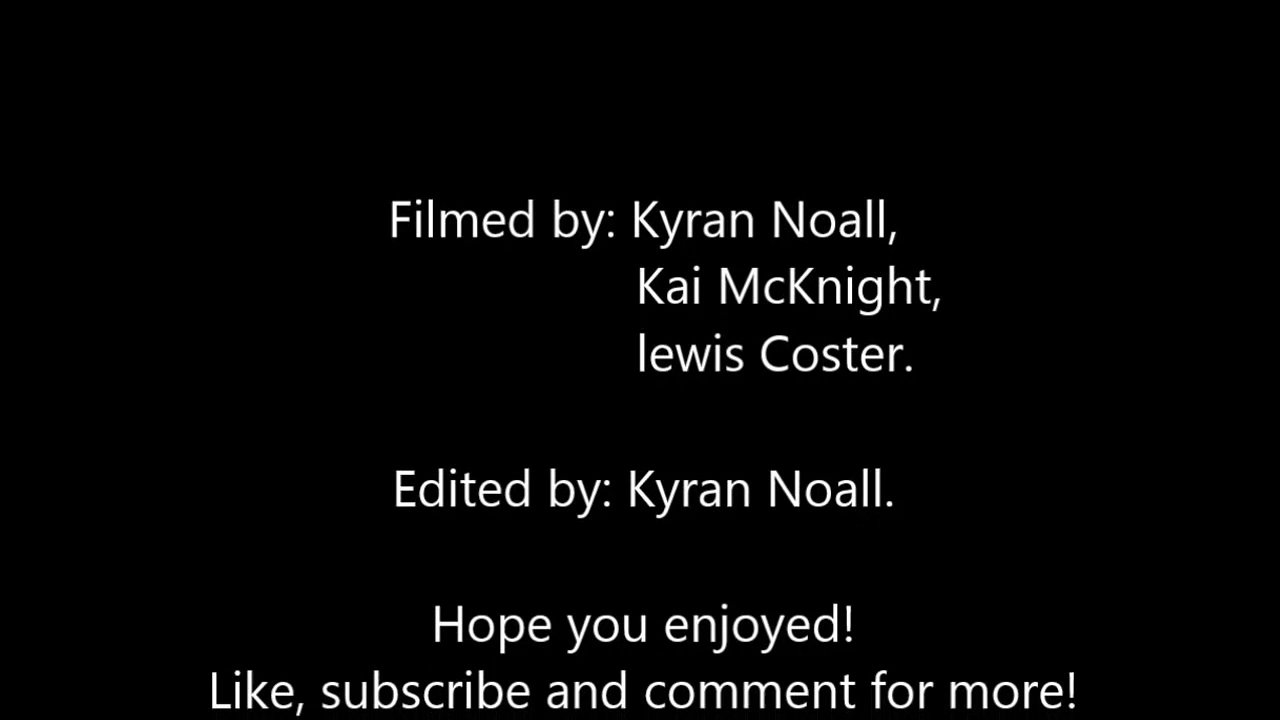 Filmed by: Kyran Noall,
Kai McKnight,
lewis Coster.
Edited by: Kyran Noall.
Hope you enjoyed!
Like, subscribe and comment for more!